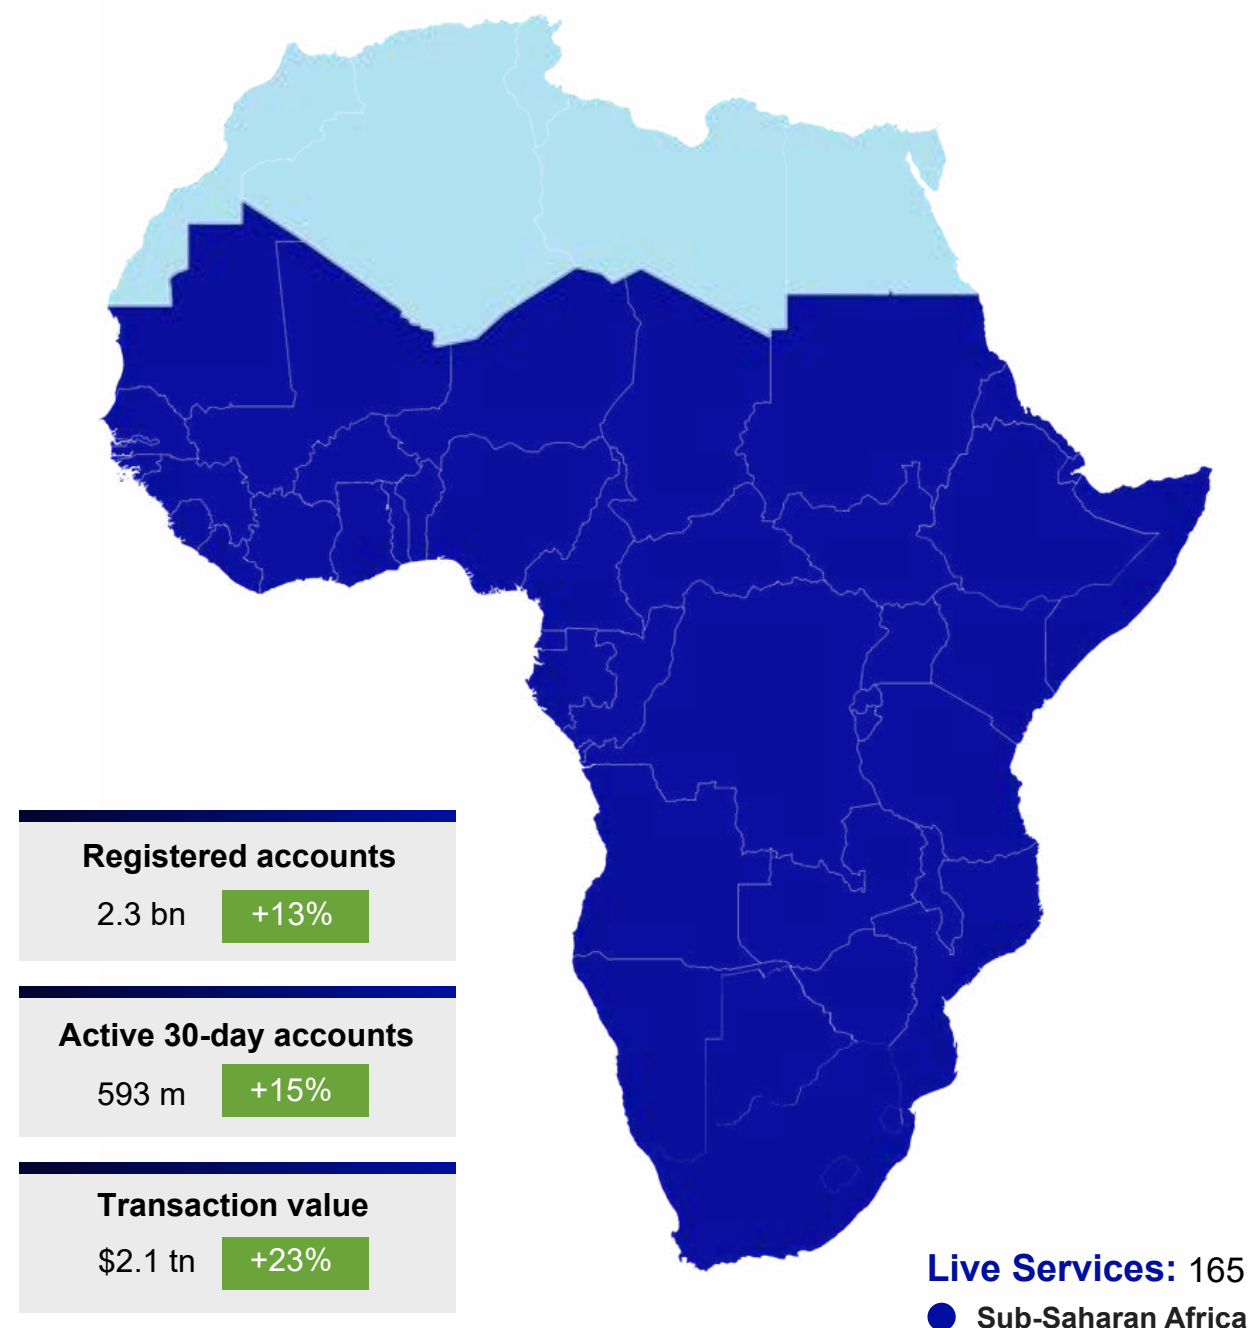 Registered accounts
2.3 bn +13%
Active 30-day accounts
593 m +15%
Transaction value
$2.1 tn +23%
Live Services: 165
Sub-Saharan Africa